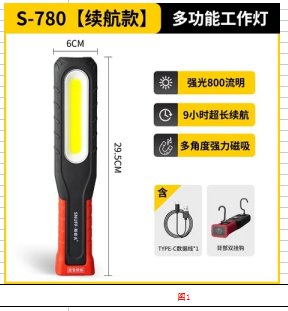 S-780【续航款】 多功能工作灯
6CM
29.5CM
强光800流明
9小时超长续航
多角度强力磁吸
含
TYPE-C数据线*1
背部双挂钩
图1